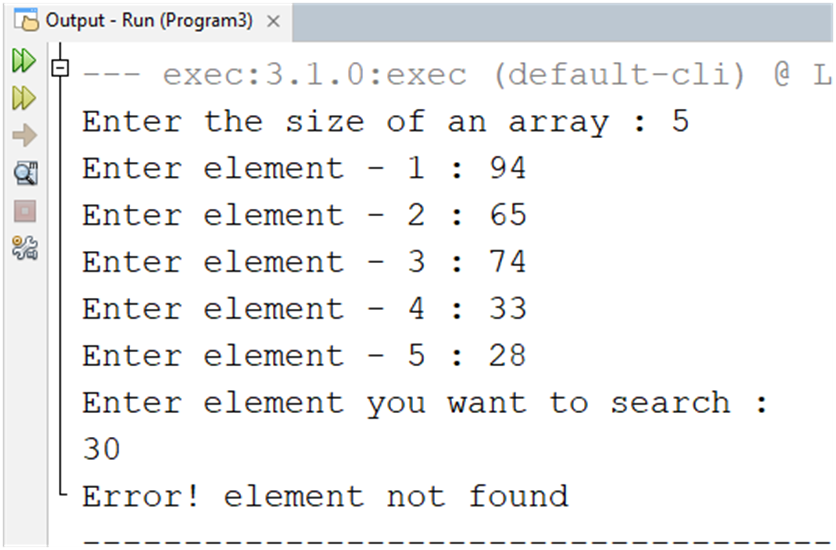 Output - Run (Program3) ×
--- exec:3.1.0:exec (default-cli) @ L
Enter the size of an array : 5
Enter element - 1 : 94
Enter element - 2 : 65
Enter element - 3 : 74
Enter element - 4 : 33
Enter element - 5 : 28
Enter element you want to search :
30
Error! element not found
-------------------------------------